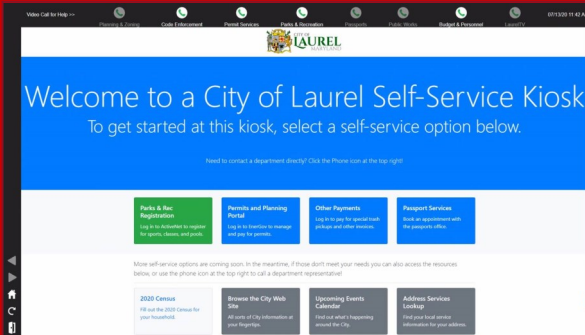 Video Call for Help >>
Planning & Zoning
Code Enforcement
Permit Services
Parks & Recreation
Passports
Public Works
Budget & Personnel
LaurelTV
07/13/20 11:42 A
CITY OF
LAUREL
MARYLAND
Welcome to a City of Laurel Self-Service Kiosk
To get started at this kiosk, select a self-service option below.
Need to contact a department directly? Click the Phone icon at the top right!
Parks & Rec
Registration
Log in to ActiveNet to register
for sports, classes, and pools.
Permits and Planning
Portal
Log in to EnerGov to manage
and pay for permits.
Other Payments
Log in to pay for special trash
pickups and other invoices.
Passport Services
Book an appointment with
the passports office.
More self-service options are coming soon. In the meantime, if those don't meet your needs you can also access the resources
below, or use the phone icon at the top right to call a department representative!
2020 Census
Fill out the 2020 Census for
your household.
Browse the City Web
Site
All sorts of City information at
your fingertips.
Upcoming Events
Calendar
Find out what's happening
around the City.
Address Services
Lookup
Find your local service
information for your address.